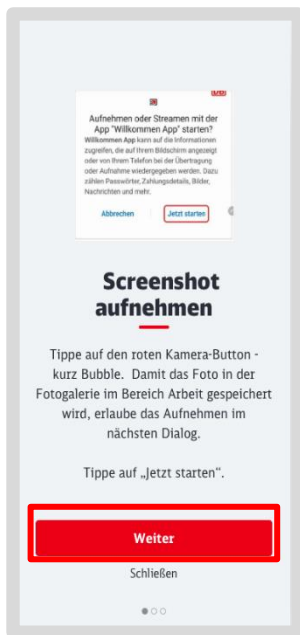 Aufnehmen oder Streamen mit der
App "Willkommen App" starten?
Willkommen App kann auf die Informationen
zugreifen, die auf Ihrem Bildschirm angezeigt
oder von Ihrem Telefon bei der Übertragung
oder Aufnahme wiedergegeben werden. Dazu
zählen Passwörter, Zahlungsdetails, Bilder,
Nachrichten und mehr.
Abbrechen Jetzt starten
Screenshot
aufnehmen
Tippe auf den roten Kamera-Button -
kurz Bubble. Damit das Foto in der
Fotogalerie im Bereich Arbeit gespeichert
wird, erlaube das Aufnehmen im
nächsten Dialog.
Tippe auf „Jetzt starten“.
Weiter
Schließen